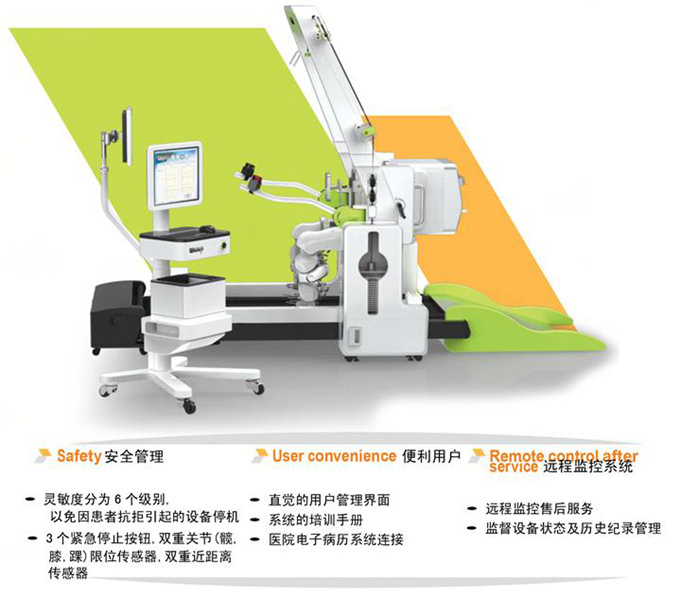 Safety 安全管理
灵敏度分为 6 个级别.
以免因患者抗拒引起的设备停机
3 个紧急停止按钮, 双重关节(髋,
膝, 踝) 限位传感器, 双重近距离
传感器
User convenience 便利用户
直觉的用户管理界面
系统的培训手册
医院电子病历系统连接
Remote control after
service 远程监控系统
远程监控售后服务
监督设备状态及历史纪录管理